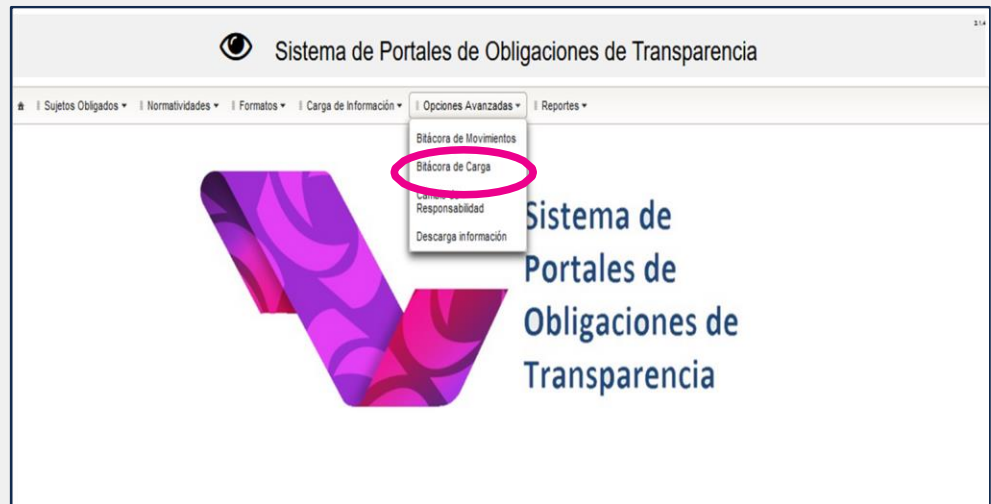 3.1.4
Sistema de Portales de Obligaciones de Transparencia
Sujetos Obligados
Normatividades
Formatos
Carga de Información
Opciones Avanzadas
Reportes
Bitácora de Movimientos
Bitácora de Carga
Responsabilidad
Descarga información
Sistema de
Portales de
Obligaciones de
Transparencia